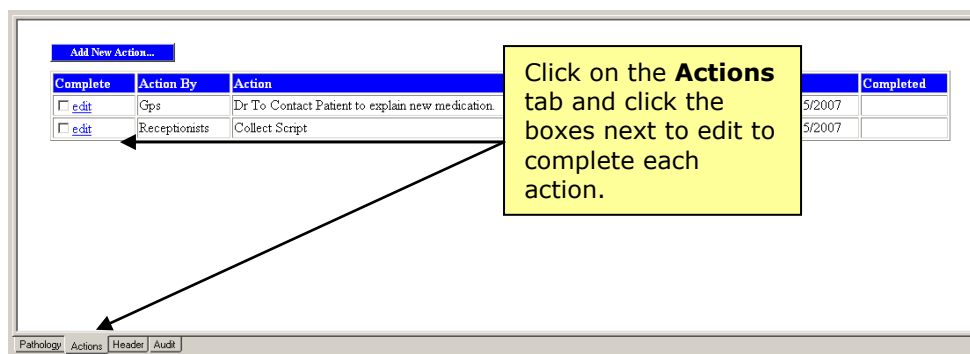 Add New Action...
Complete Action By Action Completed
edit Gps Dr To Contact Patient to explain new medication. 5/2007
edit Receptionists Collect Script 5/2007
Click on the Actions
tab and click the
boxes next to edit to
complete each
action.
Pathology Actions Header Audit